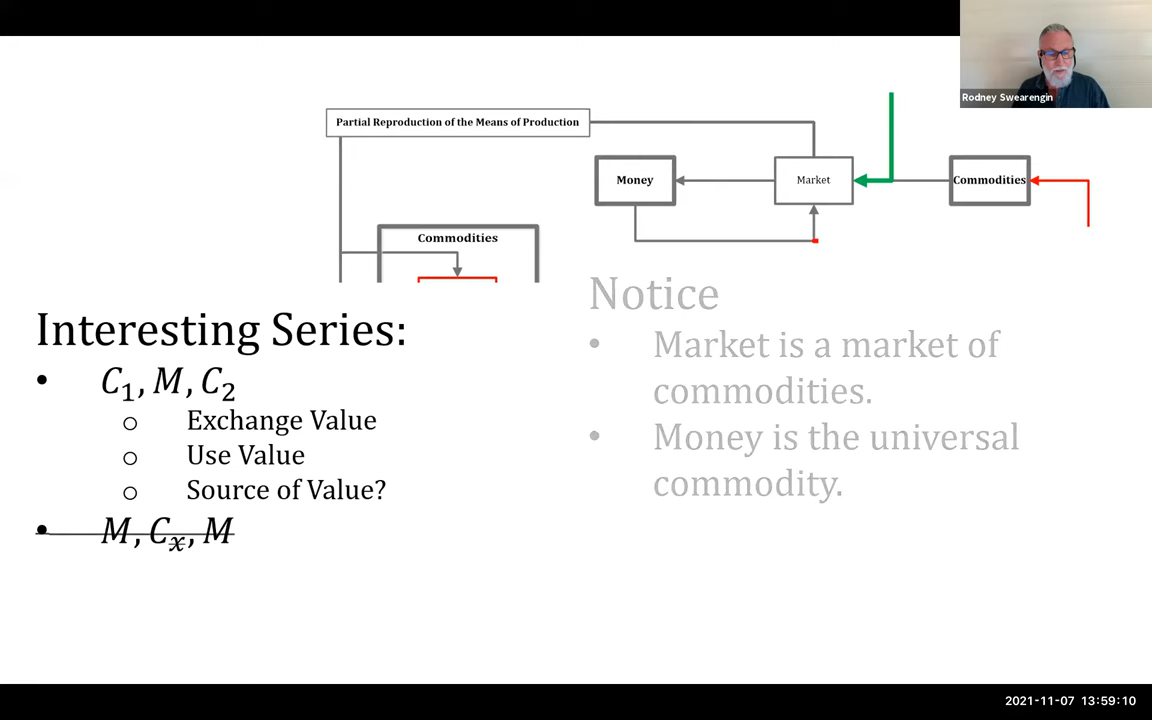 Rodney Swearengin
Partial Reproduction of the Means of Production
Money
Market
Commodities
Commodities
Interesting Series:
• C₁, M, C₂
o Exchange Value
o Use Value
o Source of Value?
• M, Cₓ, M
Notice
• Market is a market of
commodities.
• Money is the universal
commodity.
2021-11-07 13:59:10